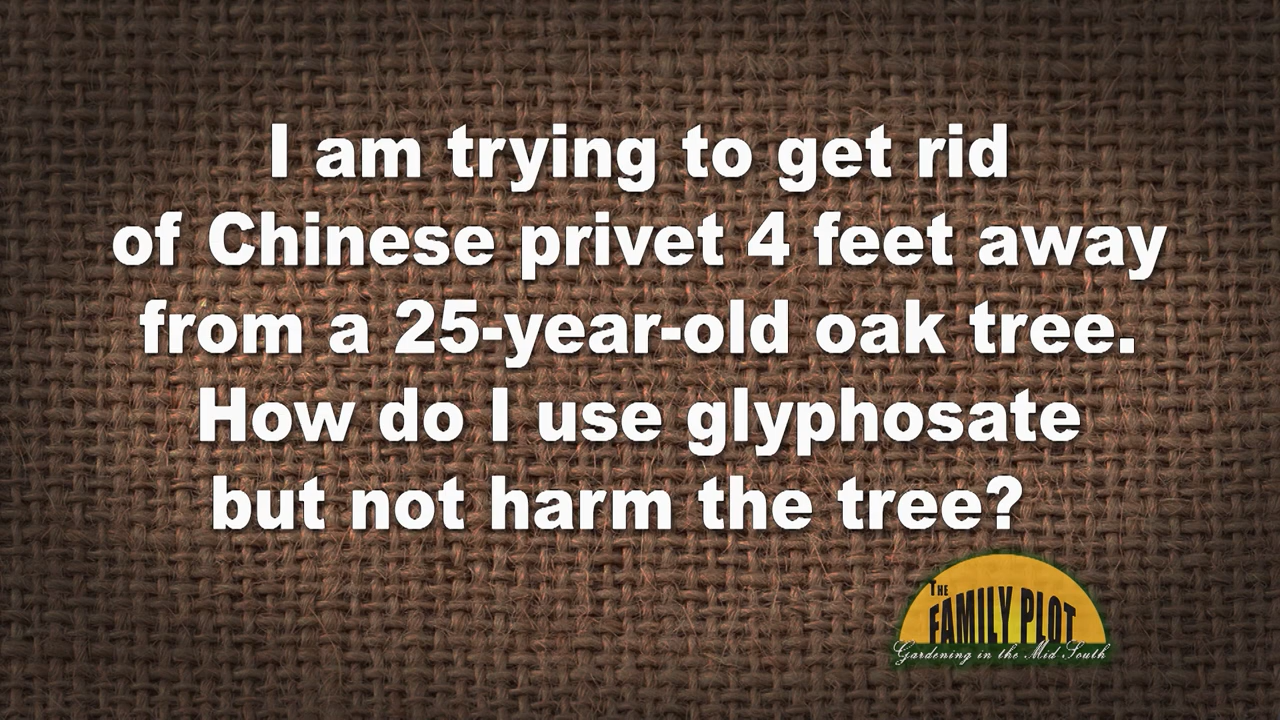 I am trying to get rid
of Chinese privet 4 feet away
from a 25-year-old oak tree.
How do I use glyphosate
but not harm the tree?
THE
FAMILY PLOT
Gardening in the Mid South